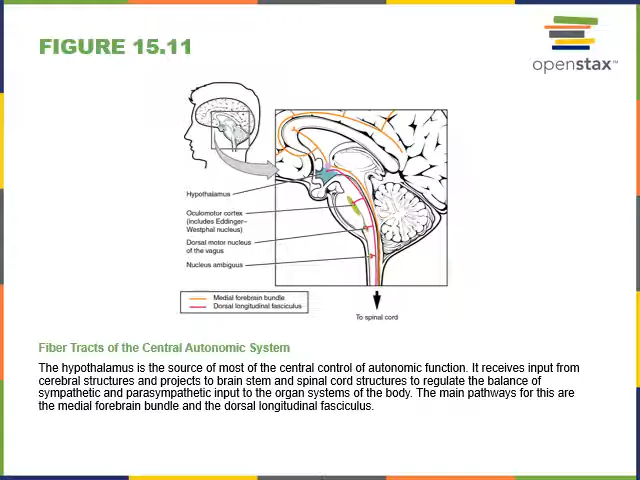 FIGURE 15.11
openstax™
Hypothalamus
Oculomotor cortex
(includes Eddinger–
Westphal nucleus)
Dorsal motor nucleus
of the vagus
Nucleus ambiguus
Medial forebrain bundle
Dorsal longitudinal fasciculus
To spinal cord
Fiber Tracts of the Central Autonomic System
The hypothalamus is the source of most of the central control of autonomic function. It receives input from
cerebral structures and projects to brain stem and spinal cord structures to regulate the balance of
sympathetic and parasympathetic input to the organ systems of the body. The main pathways for this are
the medial forebrain bundle and the dorsal longitudinal fasciculus.